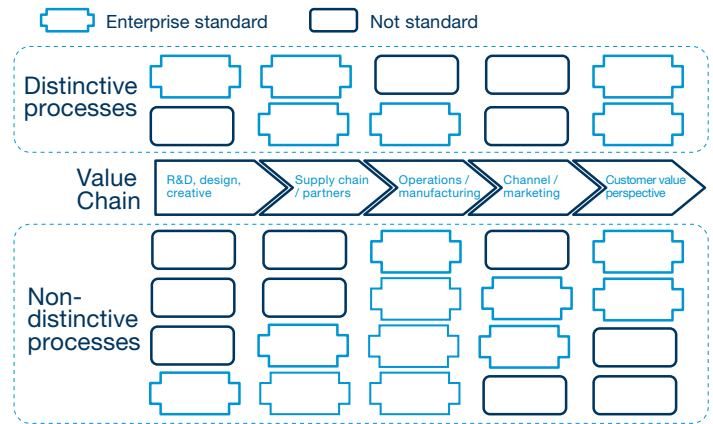 Enterprise standard
Not standard
Distinctive
processes
Value
Chain
R&D, design,
creative
Supply chain
/ partners
Operations /
manufacturing
Channel /
marketing
Customer value
perspective
Non-
distinctive
processes